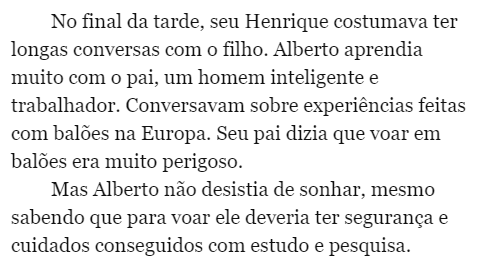 No final da tarde, seu Henrique costumava ter
longas conversas com o filho. Alberto aprendia
muito com o pai, um homem inteligente e
trabalhador. Conversavam sobre experiências feitas
com balões na Europa. Seu pai dizia que voar em
balões era muito perigoso.
Mas Alberto não desistia de sonhar, mesmo
sabendo que para voar ele deveria ter segurança e
cuidados conseguidos com estudo e pesquisa.